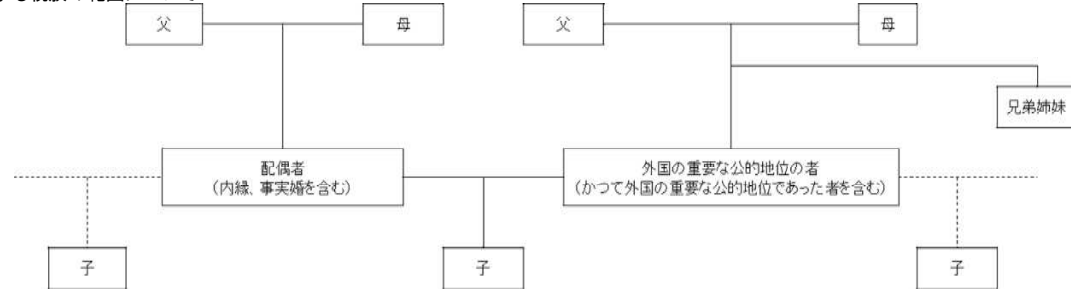 父
母
父
母
兄弟姉妹
配偶者
(内縁、事実婚を含む)
外国の重要な公的地位の者
(かつて外国の重要な公的地位であった者を含む)
子
子
子